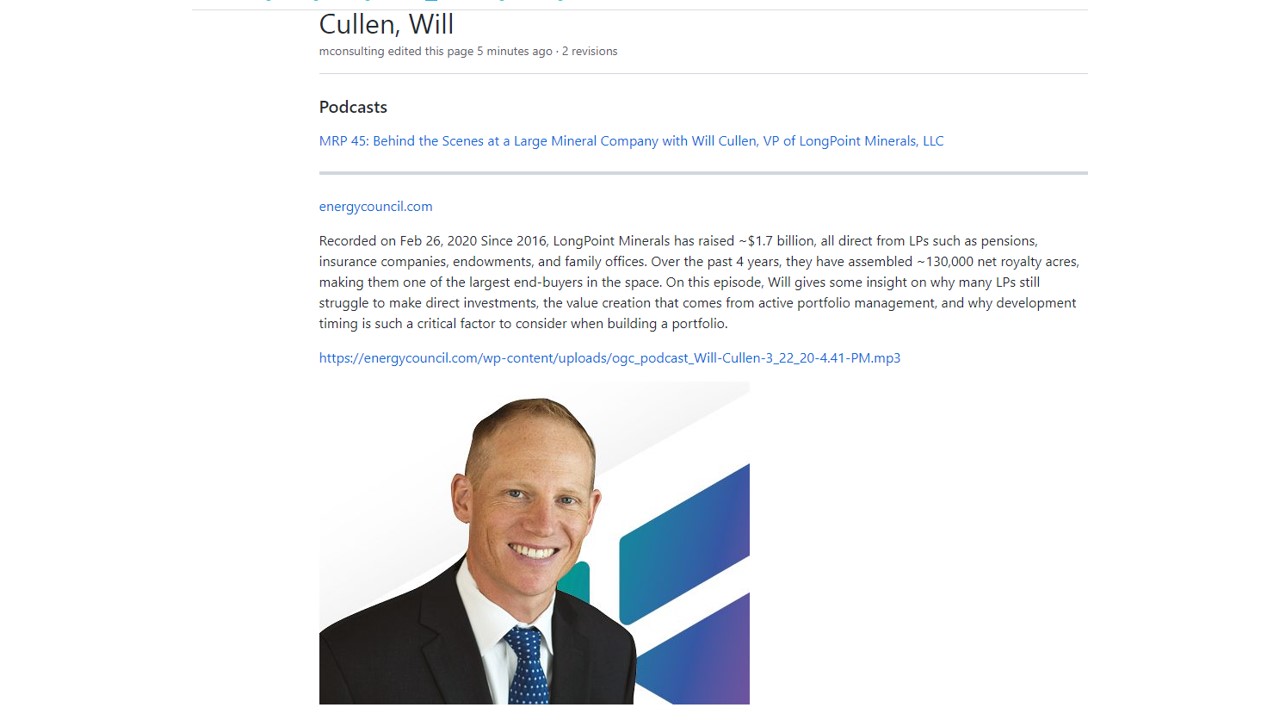 Cullen, Will
mconsulting edited this page 5 minutes ago · 2 revisions
Podcasts
MRP 45: Behind the Scenes at a Large Mineral Company with Will Cullen, VP of LongPoint Minerals, LLC
energycouncil.com
Recorded on Feb 26, 2020 Since 2016, LongPoint Minerals has raised ~$1.7 billion, all direct from LPs such as pensions,
insurance companies, endowments, and family offices. Over the past 4 years, they have assembled ~130,000 net royalty acres,
making them one of the largest end-buyers in the space. On this episode, Will gives some insight on why many LPs still
struggle to make direct investments, the value creation that comes from active portfolio management, and why development
timing is such a critical factor to consider when building a portfolio.
https://energycouncil.com/wp-content/uploads/ogc_podcast_Will-Cullen-3_22_20-4.41-PM.mp3